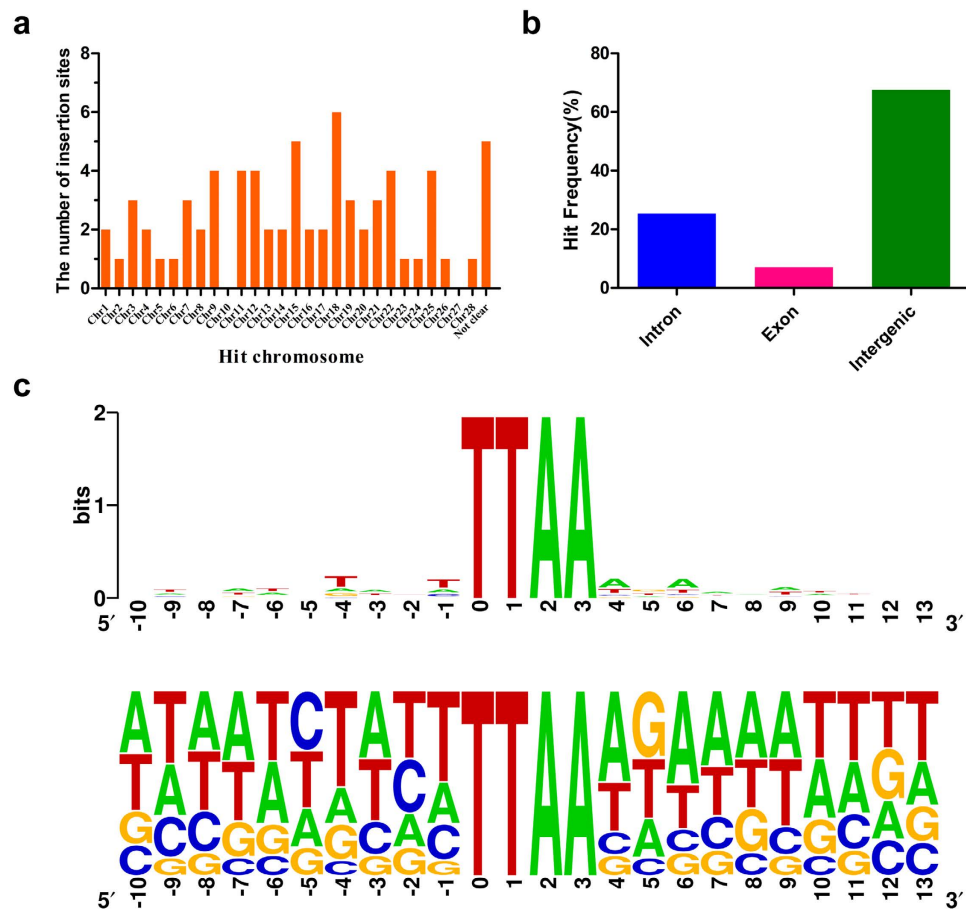 a
The number of insertion sites
8
6
4
2
0
Chr1 Chr2 Chr3 Chr4 Chr5 Chr6 Chr7 Chr8 Chr9 Chr10 Chr11 Chr12 Chr13 Chr14 Chr15 Chr16 Chr17 Chr18 Chr19 Chr20 Chr21 Chr22 Chr23 Chr24 Chr25 Chr26 Chr27 Chr28 Not clear
Hit chromosome
b
Hit Frequency(%)
80
60
40
20
0
Intron Exon Intergenic
c
bits
2
1
0
T T T T A A A A
5′ -10 -9 -8 -7 -6 -5 -4 -3 -2 -1 0 1 2 3 4 5 6 7 8 9 10 11 12 13 3′
A T A A T C T A T T T T A A A G A A A A T T T T
T A T T A T A T C A T T T T T T A A G A
G C C G G A G C A C C A C C G C G C A G
C G G C C G C G G G G C G G C G C G C C
5′ -10 -9 -8 -7 -6 -5 -4 -3 -2 -1 0 1 2 3 4 5 6 7 8 9 10 11 12 13 3′